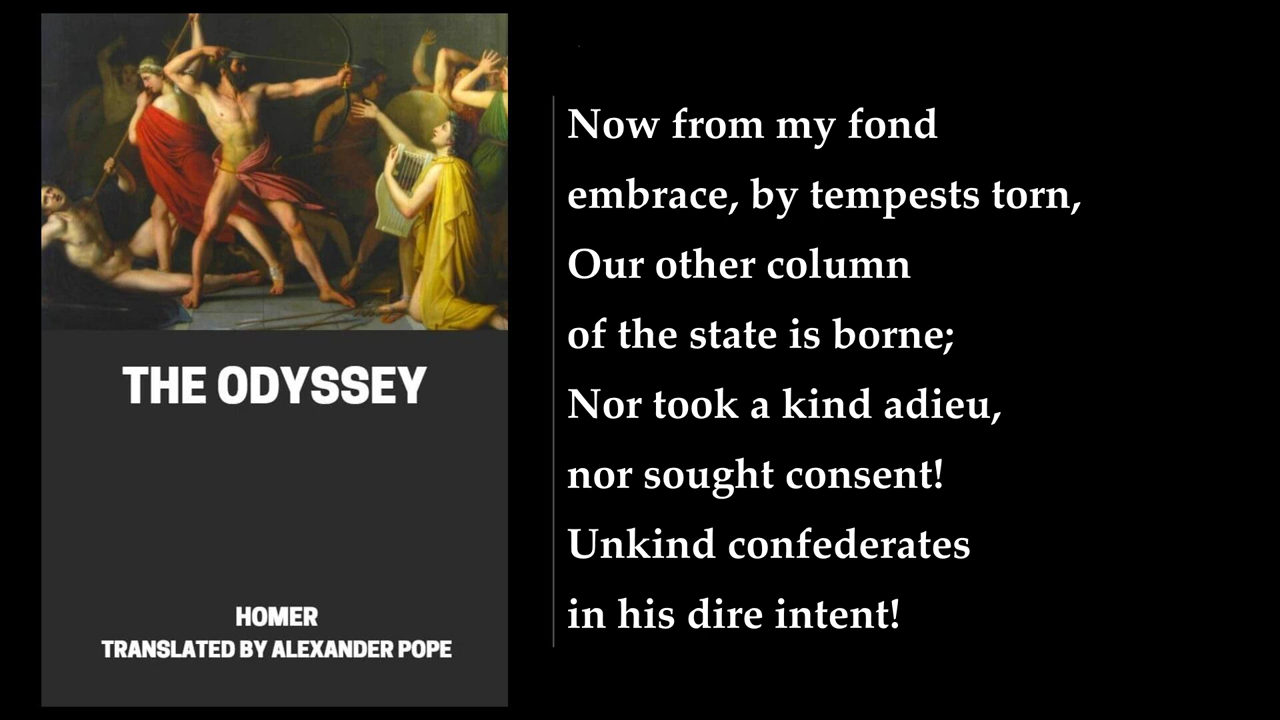 THE ODYSSEY
HOMER
TRANSLATED BY ALEXANDER POPE
Now from my fond
embrace, by tempests torn,
Our other column
of the state is borne;
Nor took a kind adieu,
nor sought consent!
Unkind confederates
in his dire intent!